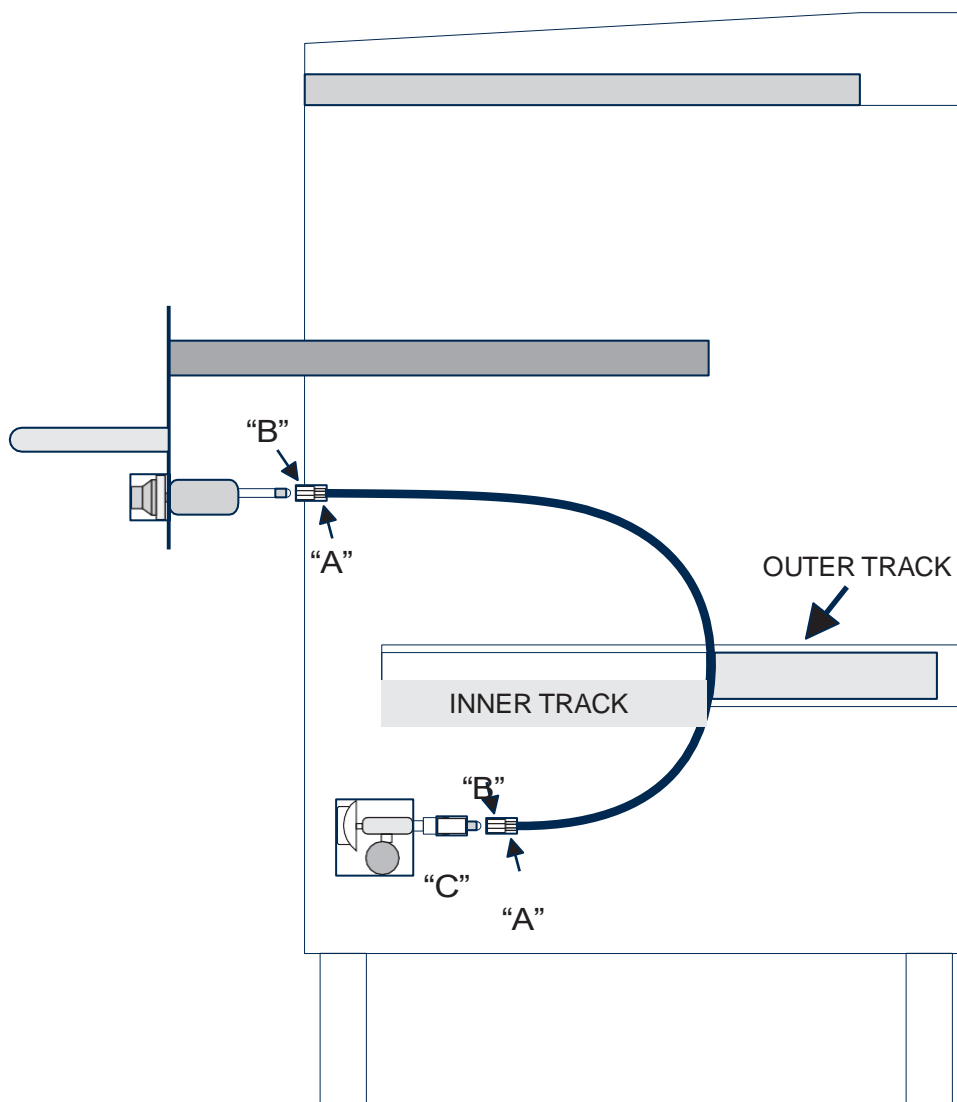 “B”
“A”
OUTER TRACK
INNER TRACK
“B”
“C”
“A”